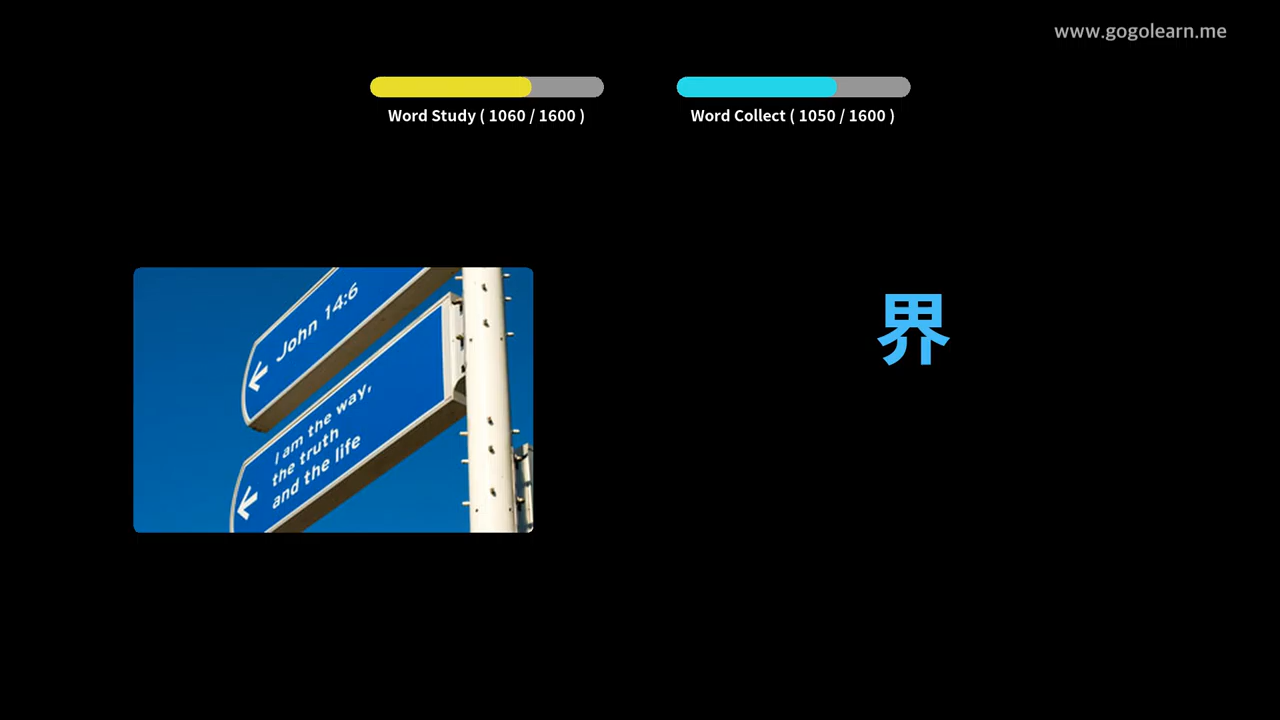 www.gogolearn.me
Word Study ( 1060 / 1600 )
Word Collect ( 1050 / 1600 )
John 14:6
I am the way,
the truth
and the life
界